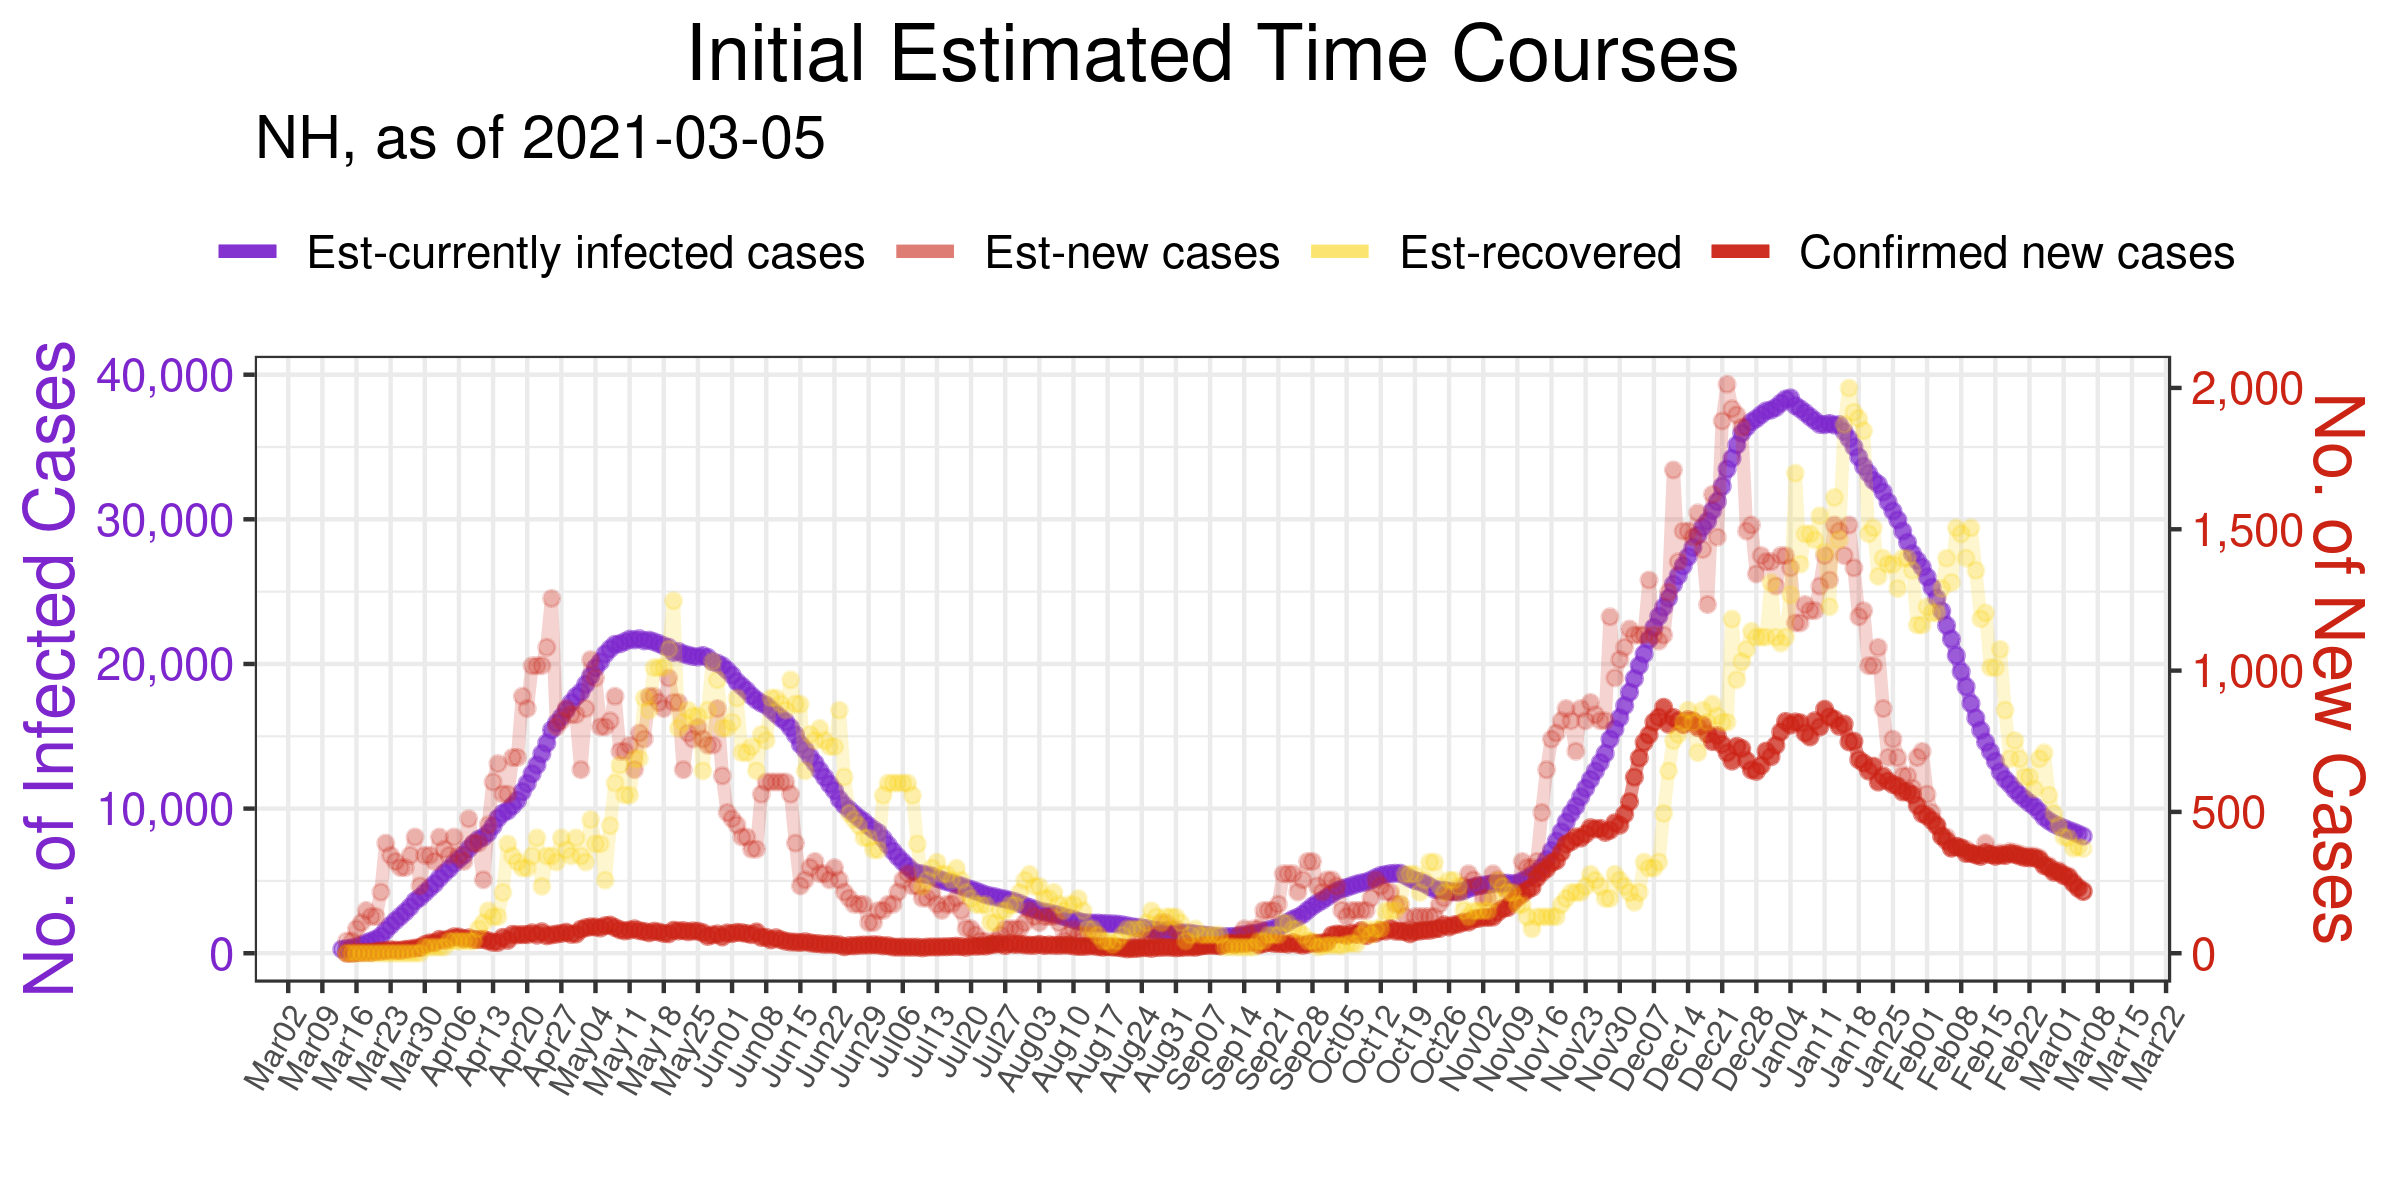 Initial Estimated Time Courses
NH, as of 2021-03-05
Est-currently infected cases Est-new cases Est-recovered Confirmed new cases
No. of Infected Cases
40,000
30,000
20,000
10,000
0
2,000
1,500
1,000
500
0
No. of New Cases
Mar02 Mar09 Mar16 Mar23 Mar30 Apr06 Apr13 Apr20 Apr27 May04 May11 May18 May25 Jun01 Jun08 Jun15 Jun22 Jun29 Jul06 Jul13 Jul20 Jul27 Aug03 Aug10 Aug17 Aug24 Aug31 Sep07 Sep14 Sep21 Sep28 Oct05 Oct12 Oct19 Oct26 Nov02 Nov09 Nov16 Nov23 Nov30 Dec07 Dec14 Dec21 Dec28 Jan04 Jan11 Jan18 Jan25 Feb01 Feb08 Feb15 Feb22 Mar01 Mar08 Mar15 Mar22